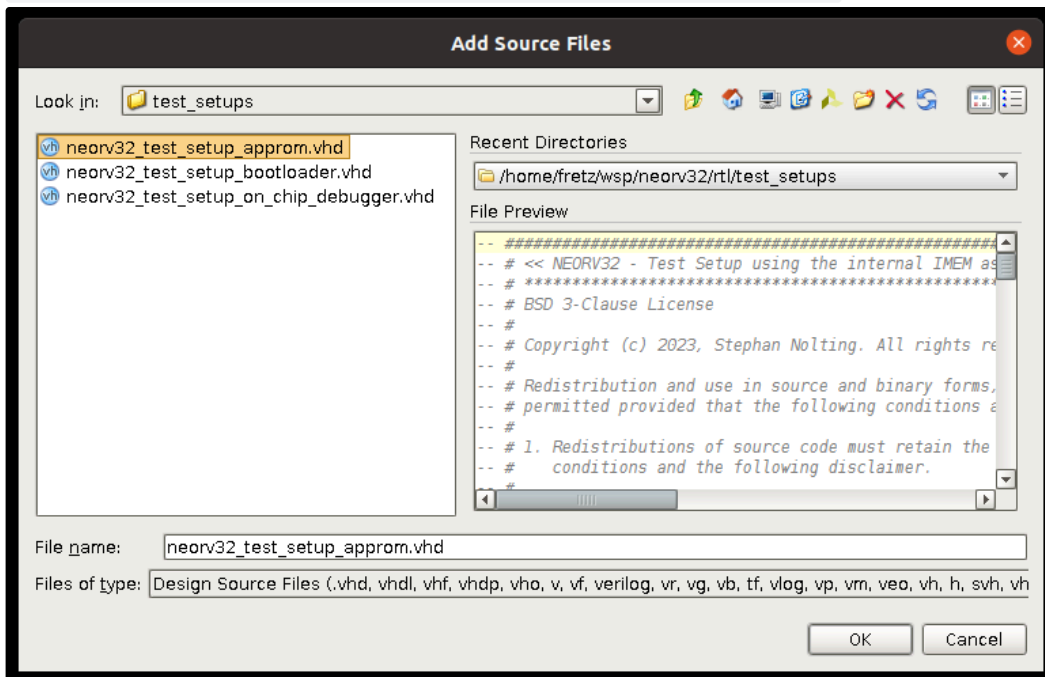 Add Source Files
Look in: test_setups
neorv32_test_setup_approm.vhd
neorv32_test_setup_bootloader.vhd
neorv32_test_setup_on_chip_debugger.vhd
Recent Directories
/home/fretz/wsp/neorv32/rtl/test_setups
File Preview
-- ##########################################################
-- # << NEORV32 - Test Setup using the internal IMEM as
-- # ********************************************************
-- # BSD 3-Clause License
-- #
-- # Copyright (c) 2023, Stephan Nolting. All rights re
-- #
-- # Redistribution and use in source and binary forms,
-- # permitted provided that the following conditions a
-- #
-- # 1. Redistributions of source code must retain the
-- #    conditions and the following disclaimer.
-- #
File name: neorv32_test_setup_approm.vhd
Files of type: Design Source Files (.vhd, vhdl, vhf, vhdp, vho, v, vf, verilog, vr, vg, vb, tf, vlog, vp, vm, veo, vh, h, svh, vh
OK Cancel